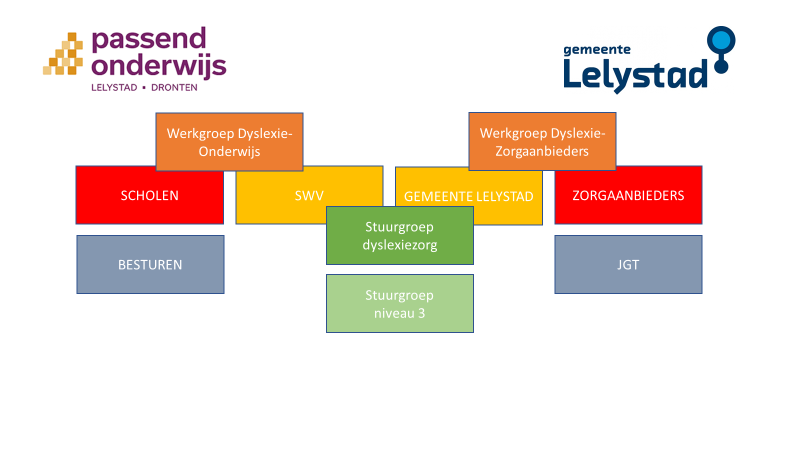 passend
onderwijs
LELYSTAD ▪ DRONTEN
gemeente
Lelystad
Werkgroep Dyslexie-
Onderwijs
Werkgroep Dyslexie-
Zorgaanbieders
SCHOLEN
SWV
GEMEENTE LELYSTAD
ZORGAANBIEDERS
Stuurgroep
dyslexiezorg
BESTUREN
JGT
Stuurgroep
niveau 3